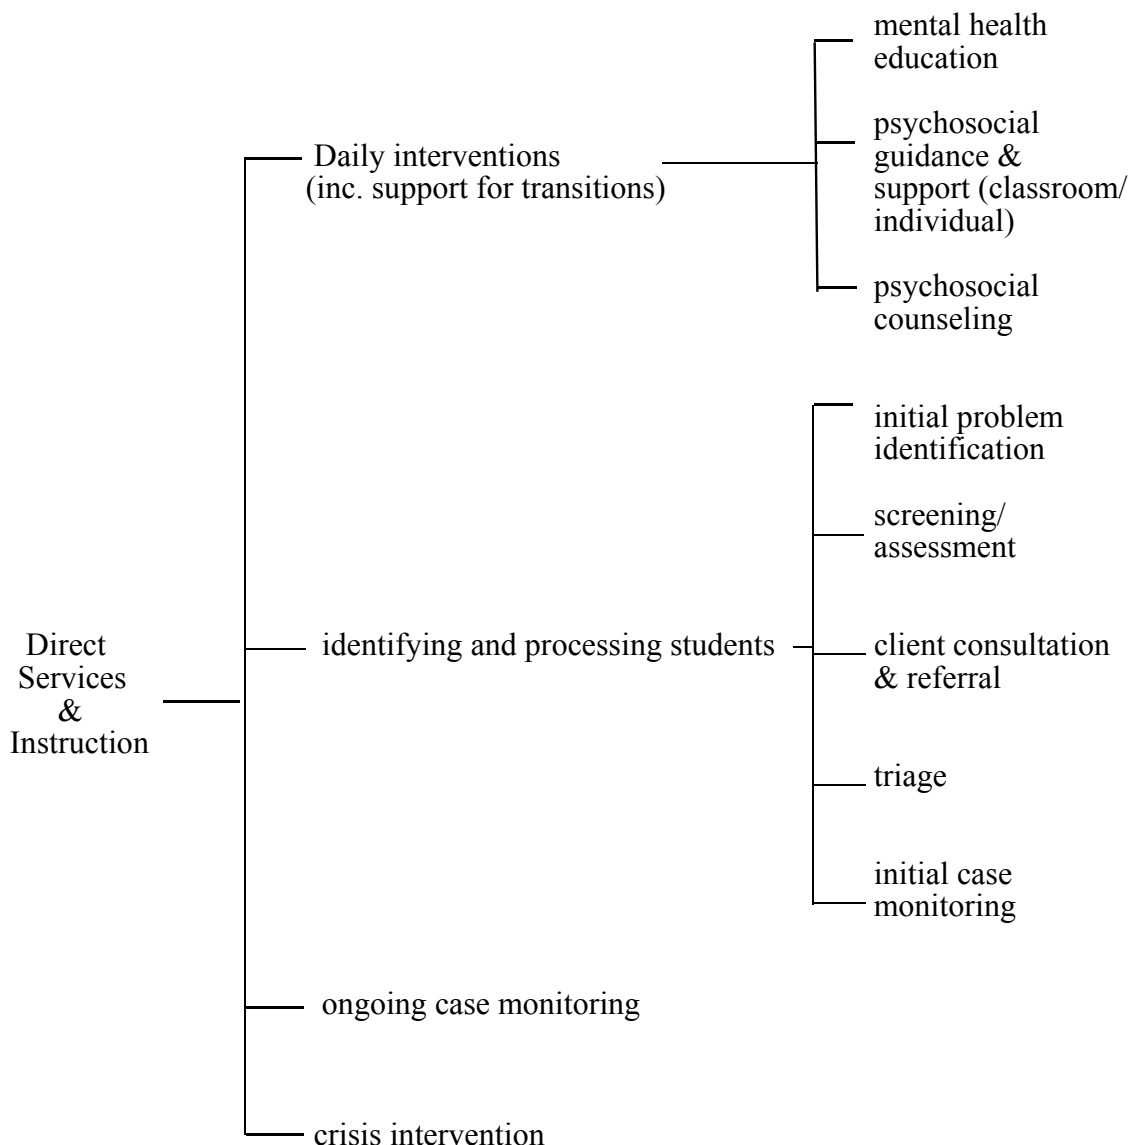 mental health
education
Daily interventions
(inc. support for transitions)
psychosocial
guidance &
support (classroom/
individual)
psychosocial
counseling
initial problem
identification
screening/
assessment
Direct
Services
&
Instruction
identifying and processing students
client consultation
& referral
triage
initial case
monitoring
ongoing case monitoring
crisis intervention